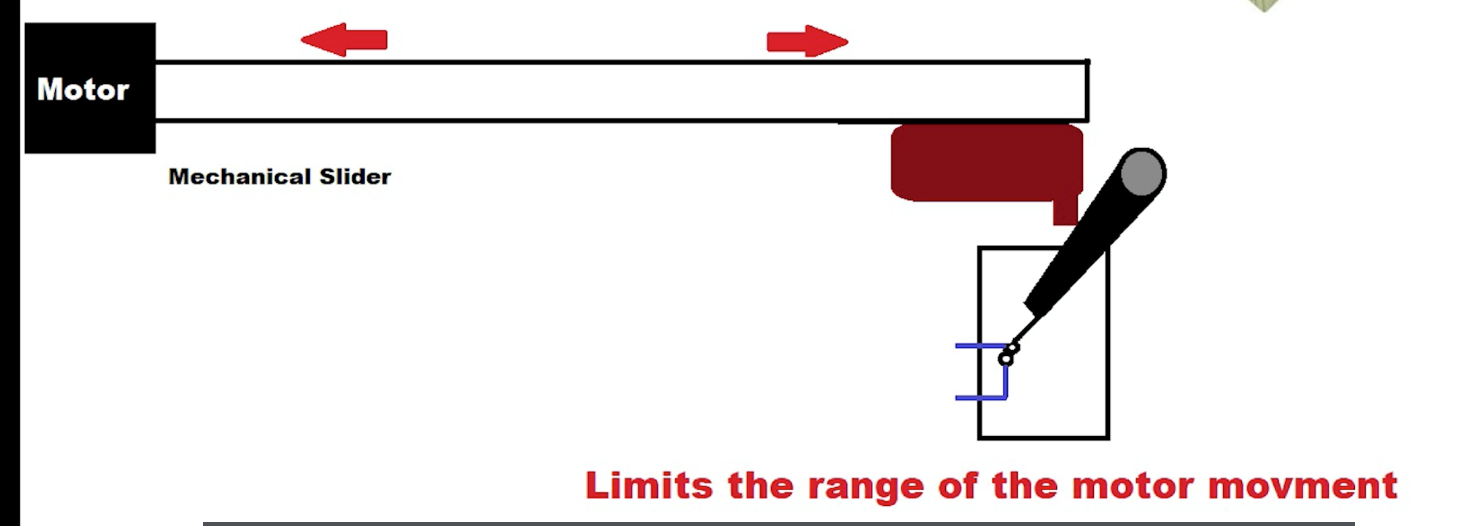 Motor
Mechanical Slider
Limits the range of the motor movment